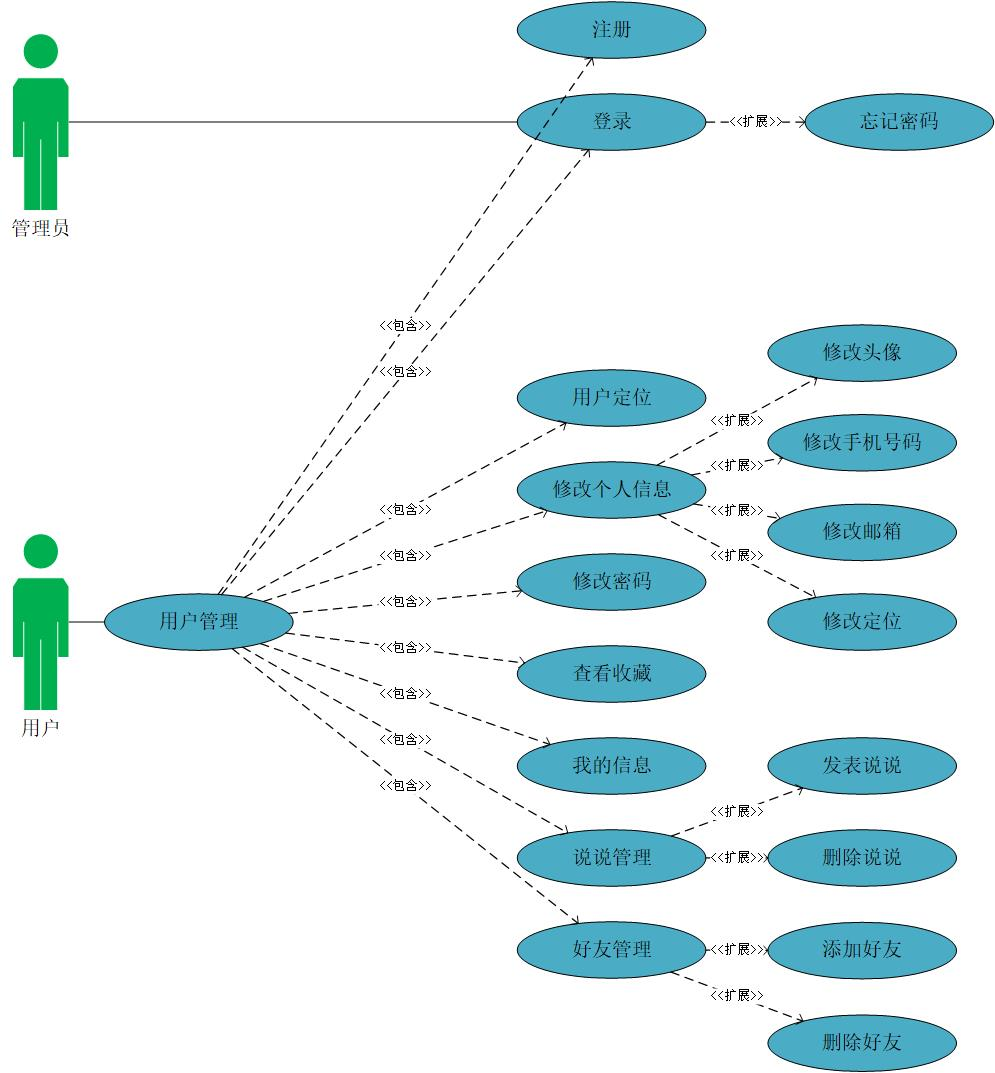 注册
登录
<<扩展>>
忘记密码
管理员
<<包含>>
<<包含>>
修改头像
用户定位
<<扩展>>
修改手机号码
<<扩展>>
修改个人信息
<<包含>>
<<扩展>>
修改邮箱
<<包含>>
<<扩展>>
修改密码
<<包含>>
用户管理
修改定位
<<包含>>
查看收藏
<<包含>>
用户
<<包含>>
我的信息
发表说说
<<包含>>
<<扩展>>
说说管理
<<扩展>>
删除说说
好友管理
<<扩展>>
添加好友
<<扩展>>
删除好友